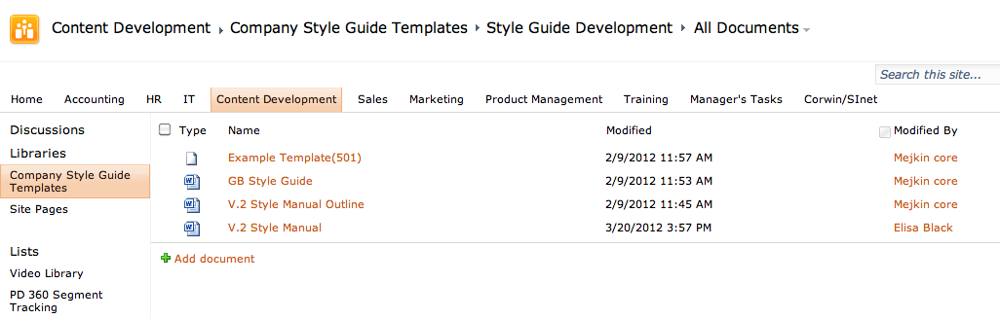 Content Development ▸ Company Style Guide Templates ▸ Style Guide Development ▸ All Documents
Search this site...
Home Accounting HR IT Content Development Sales Marketing Product Management Training Manager's Tasks Corwin/SInet
Discussions
Libraries
Company Style Guide
Templates
Site Pages
Lists
Video Library
PD 360 Segment
Tracking
Type Name Modified Modified By
Example Template(501) 2/9/2012 11:57 AM Mejkin core
GB Style Guide 2/9/2012 11:53 AM Mejkin core
V.2 Style Manual Outline 2/9/2012 11:45 AM Mejkin core
V.2 Style Manual 3/20/2012 3:57 PM Elisa Black
Add document